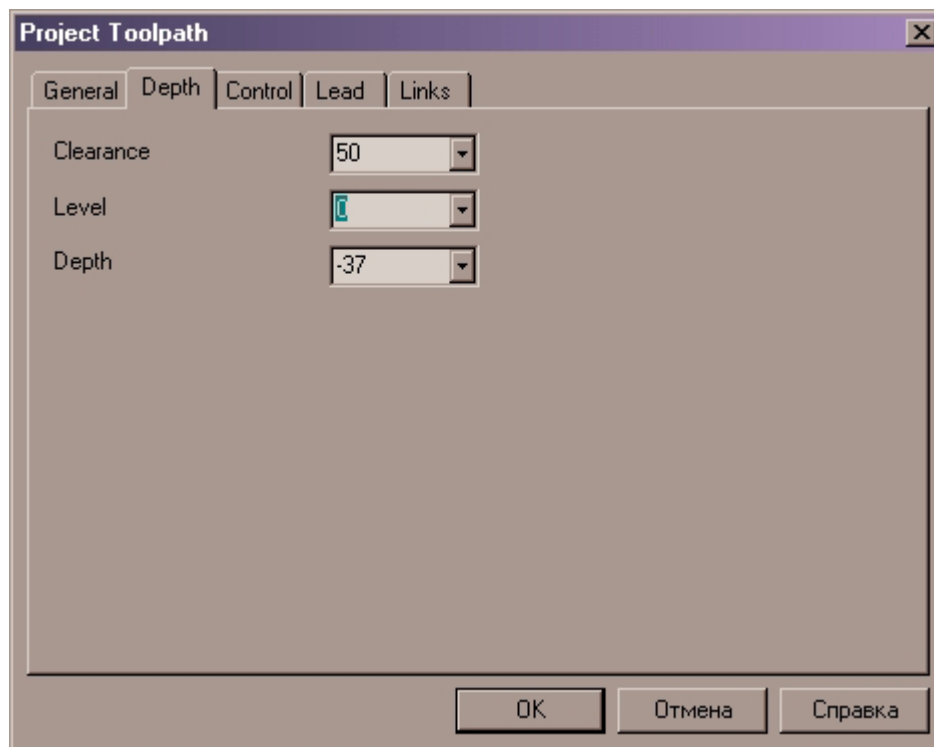 Project Toolpath
General Depth Control Lead Links
Clearance 50
Level 0
Depth -37
OK Отмена Справка